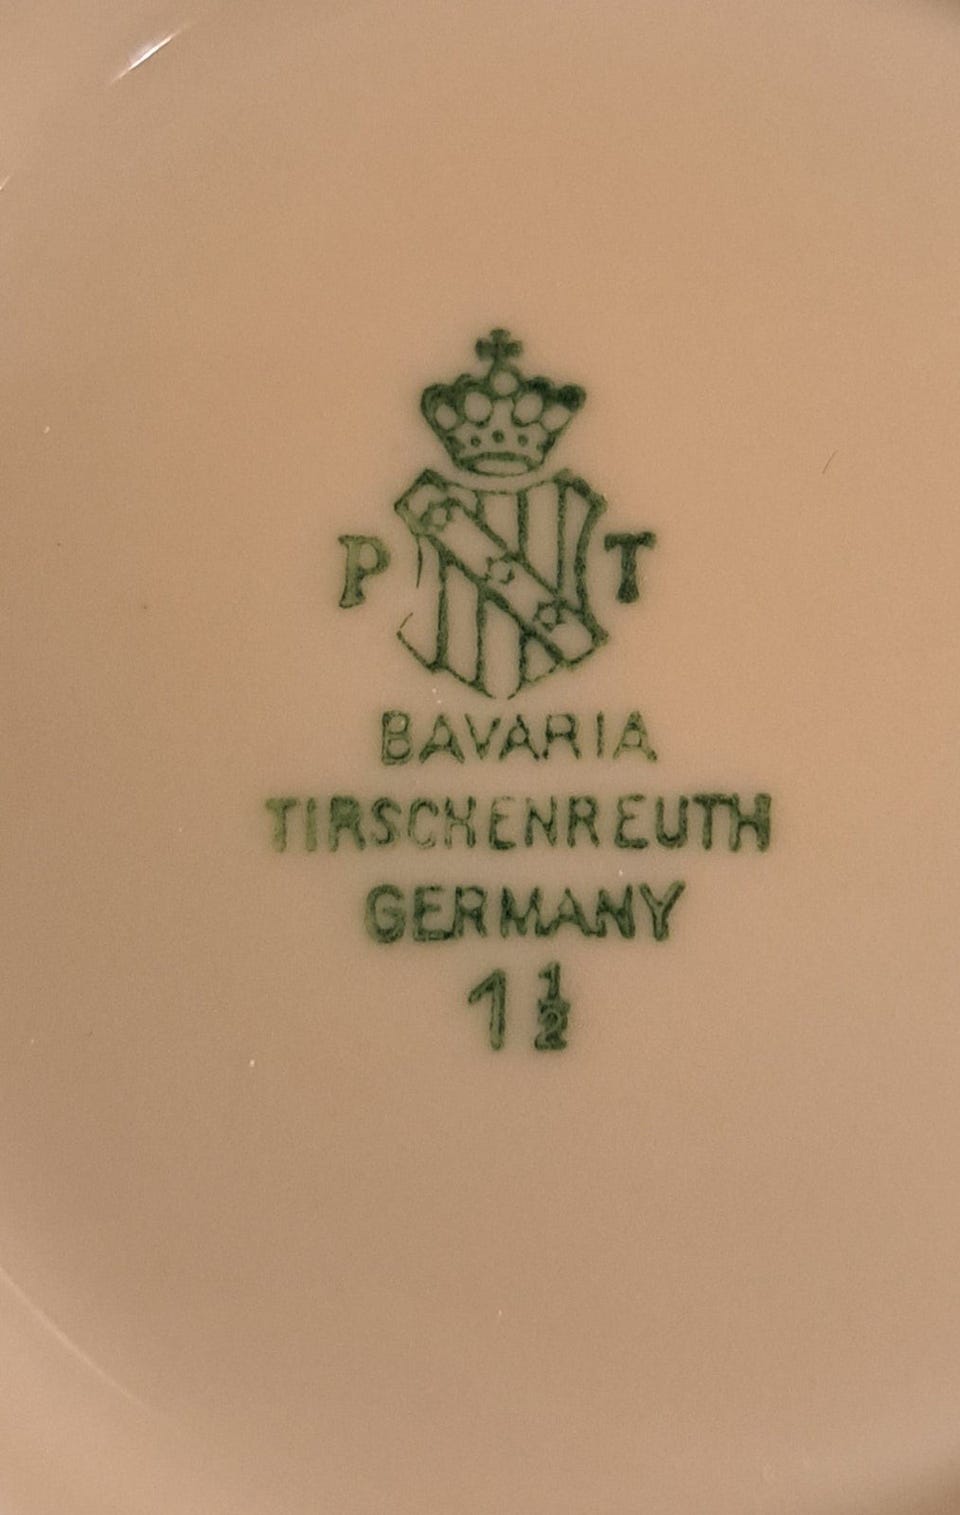 P T
BAVARIA
TIRSCHENREUTH
GERMANY
1 ½